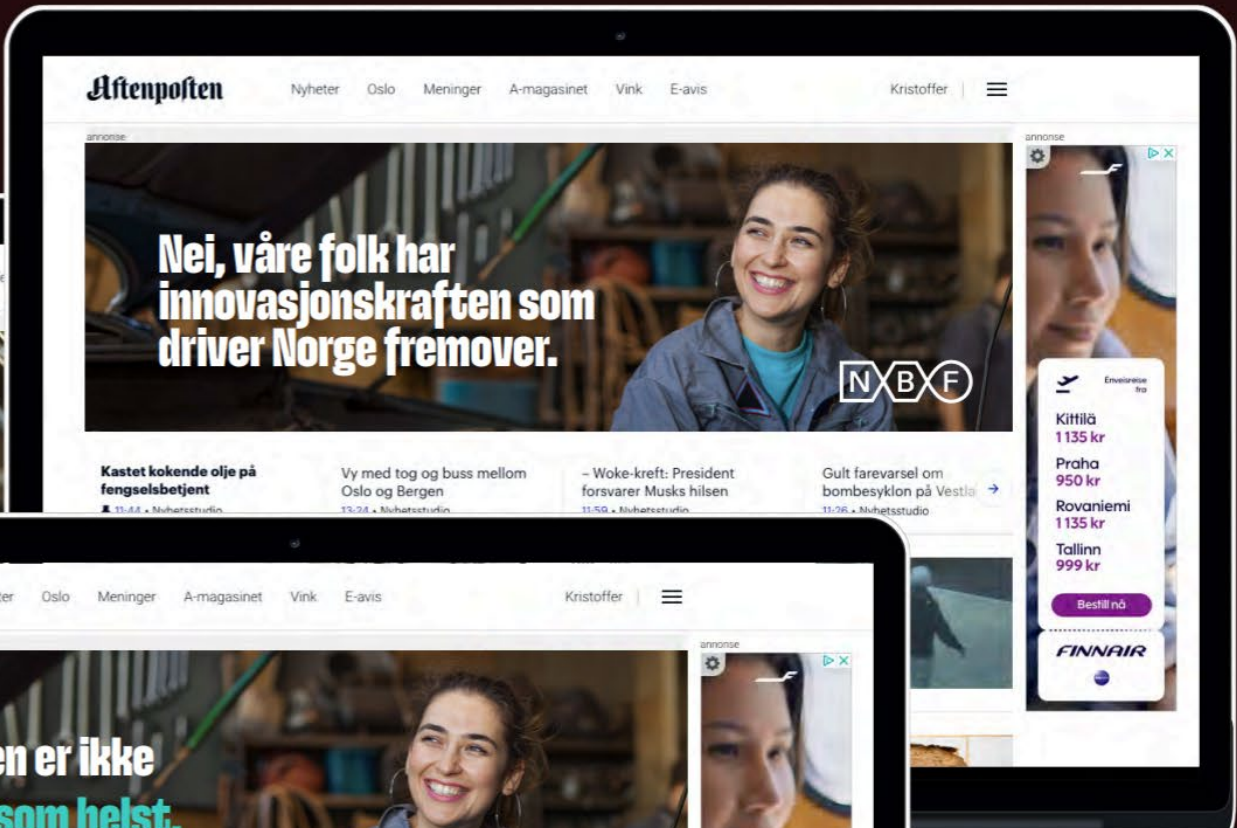 Aftenposten
Nyheter Oslo Meninger A-magasinet Vink E-avis
Kristoffer
annonse
annonse
Nei, våre folk har
innovasjonskraften som
driver Norge fremover.
NBF
Enveisreise
fra
Kittilä
1135 kr
Praha
950 kr
Rovaniemi
1135 kr
Tallinn
999 kr
Bestill nå
FINNAIR
Kastet kokende olje på
fengselsbetjent
11:44 • Nyhetsstudio
Vy med tog og buss mellom
Oslo og Bergen
13:24 • Nyhetsstudio
– Woke-kreft: President
forsvarer Musks hilsen
11:59 • Nyhetsstudio
Gult farevarsel om
bombesyklon på Vestla
11:26 • Nyhetsstudio
ter Oslo Meninger A-magasinet Vink E-avis
Kristoffer
annonse
en er ikke
som helst.